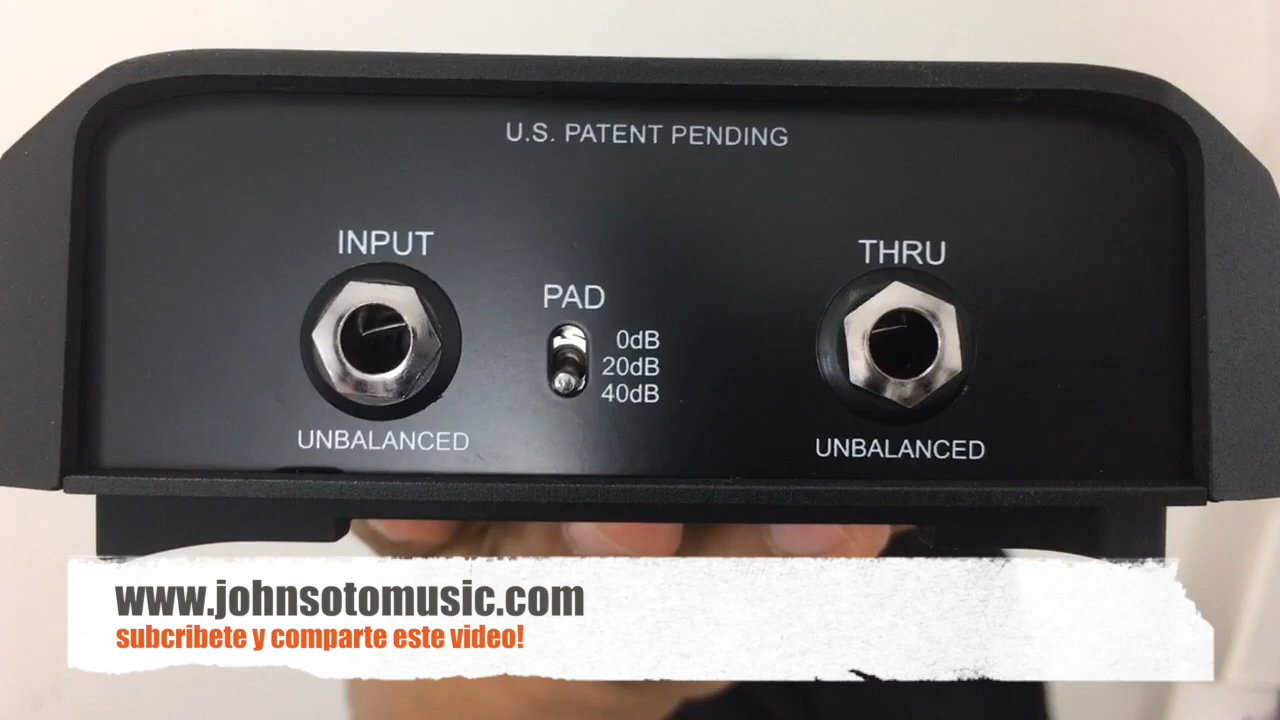 U.S. PATENT PENDING
INPUT
THRU
PAD
0dB
20dB
40dB
UNBALANCED
UNBALANCED
www.johnsotomusic.com
subcribete y comparte este video!